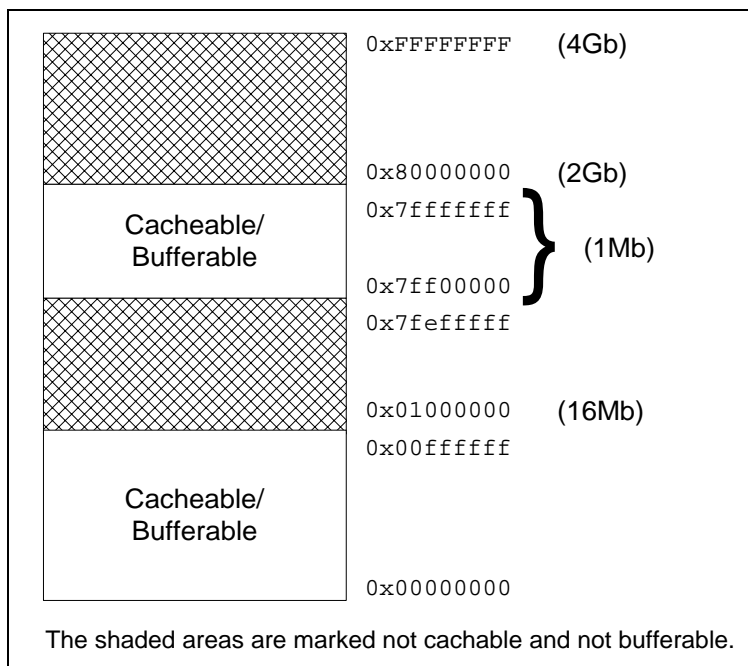 0xFFFFFFFF (4Gb)
0x80000000 (2Gb)
0x7fffffff
Cacheable/
Bufferable
(1Mb)
0x7ff00000
0x7fefffff
0x01000000 (16Mb)
0x00ffffff
Cacheable/
Bufferable
0x00000000
The shaded areas are marked not cachable and not bufferable.